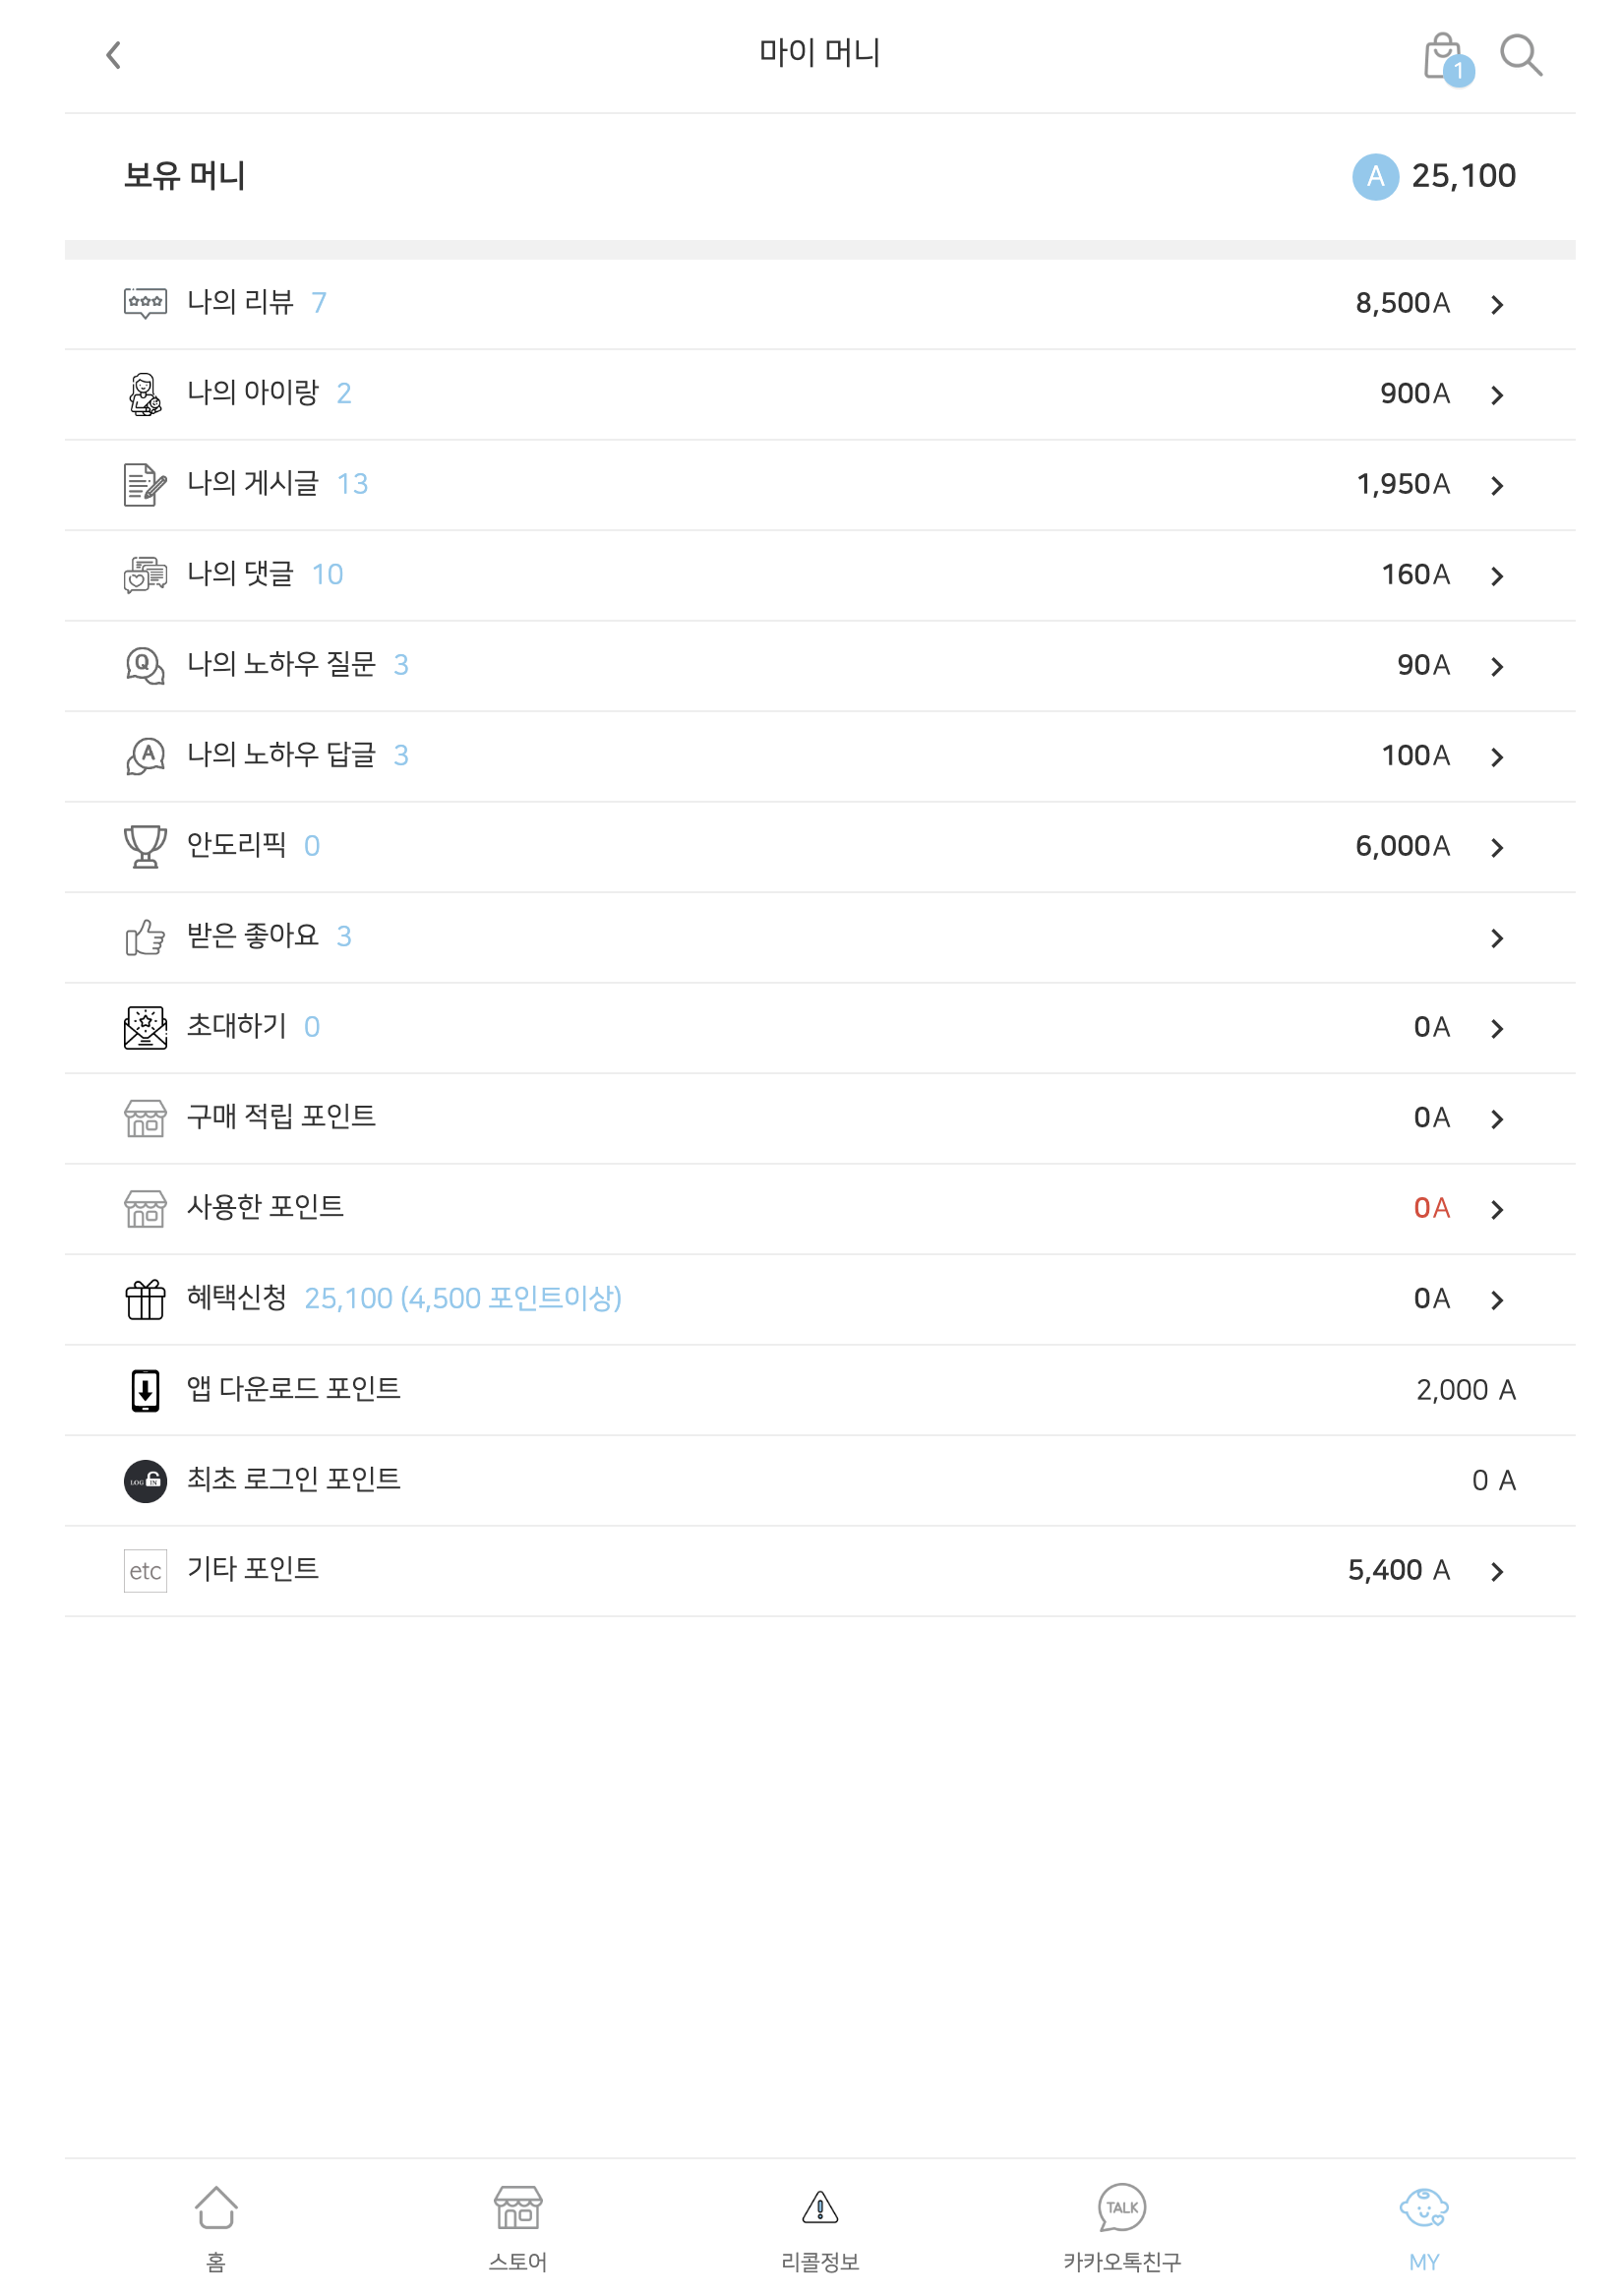 마이 머니
1
보유 머니 A 25,100
나의 리뷰 7 8,500A
나의 아이랑 2 900A
나의 게시글 13 1,950A
나의 댓글 10 160A
Q 나의 노하우 질문 3 90A
A 나의 노하우 답글 3 100A
안도리픽 0 6,000A
받은 좋아요 3
초대하기 0 0A
구매 적립 포인트 0A
사용한 포인트 0A
혜택신청 25,100 (4,500 포인트이상) 0A
앱 다운로드 포인트 2,000 A
LOG IN 최초 로그인 포인트 0 A
etc 기타 포인트 5,400 A
TALK
홈 스토어 리콜정보 카카오톡친구 MY